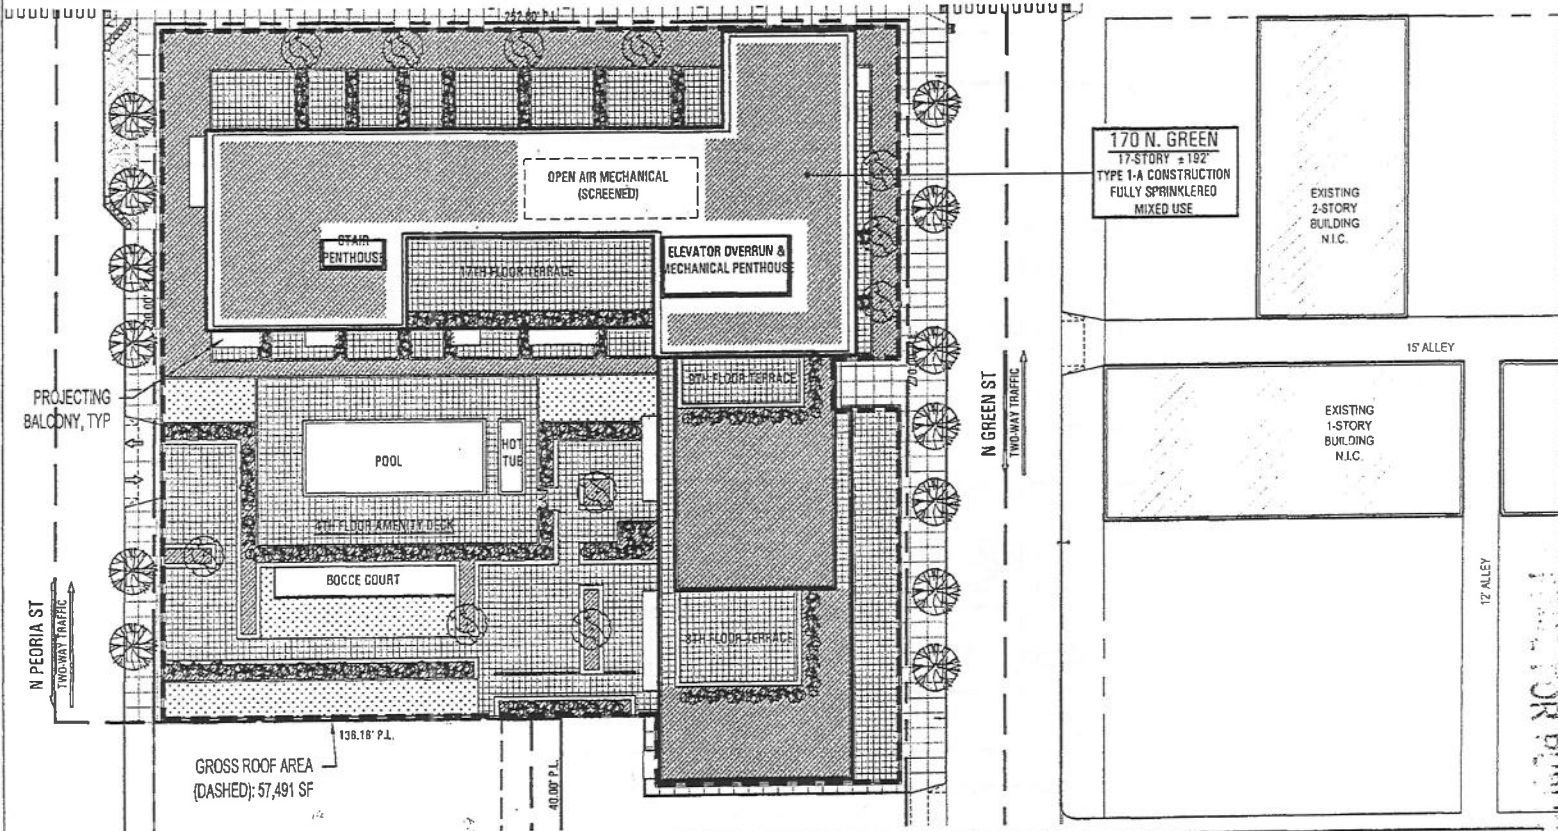 252.60' P.L.
170 N. GREEN
17-STORY ±192'
TYPE 1-A CONSTRUCTION
FULLY SPRINKLERED
MIXED USE
EXISTING
2-STORY
BUILDING
N.I.C.
OPEN AIR MECHANICAL
(SCREENED)
STAIR
PENTHOUSE
17TH FLOOR TERRACE
ELEVATOR OVERRUN &
MECHANICAL PENTHOUSE
15' ALLEY
PROJECTING
BALCONY, TYP
9TH FLOOR TERRACE
N GREEN ST
TWO-WAY TRAFFIC
EXISTING
1-STORY
BUILDING
N.I.C.
POOL
HOT
TUB
4TH FLOOR AMENITY DECK
BOCCE COURT
12' ALLEY
N PEORIA ST
TWO-WAY TRAFFIC
8TH FLOOR TERRACE
136.16' P.L.
GROSS ROOF AREA
(DASHED): 57,491 SF
40.00' P.L.